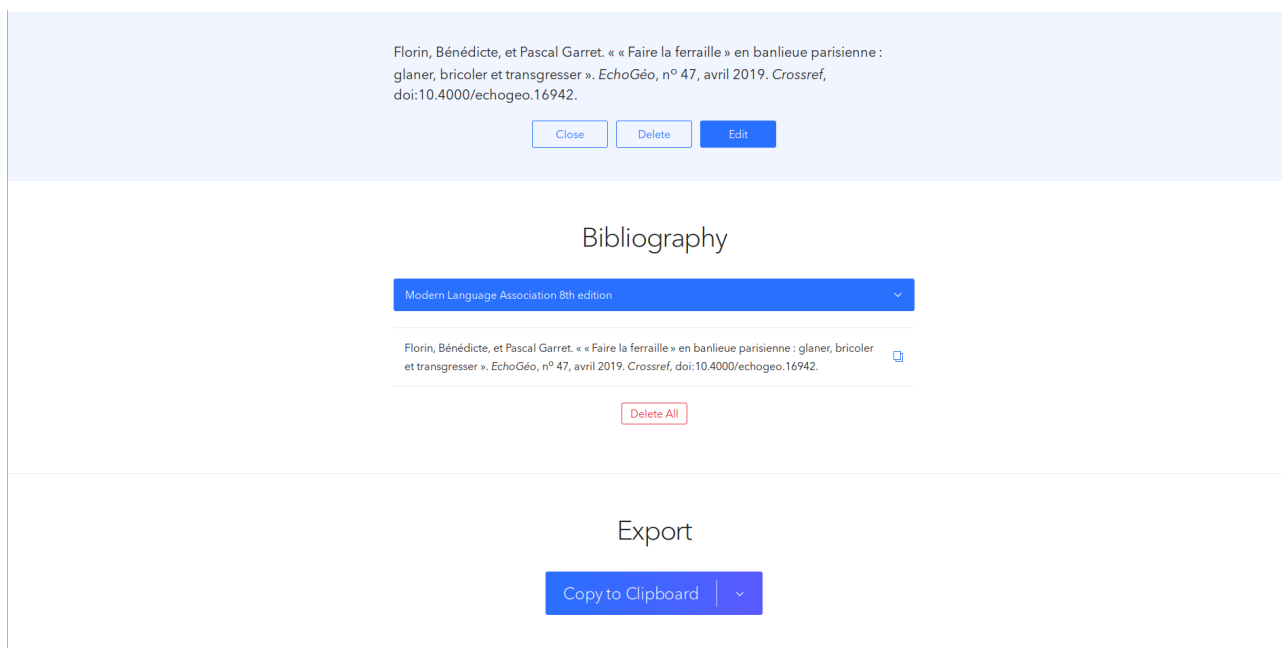 Florin, Bénédicte, et Pascal Garret. « « Faire la ferraille » en banlieue parisienne :
glaner, bricoler et transgresser ». EchoGéo, nº 47, avril 2019. Crossref,
doi:10.4000/echogeo.16942.
Close Delete Edit
Bibliography
Modern Language Association 8th edition
Florin, Bénédicte, et Pascal Garret. « « Faire la ferraille » en banlieue parisienne : glaner, bricoler
et transgresser ». EchoGéo, nº 47, avril 2019. Crossref, doi:10.4000/echogeo.16942.
Delete All
Export
Copy to Clipboard